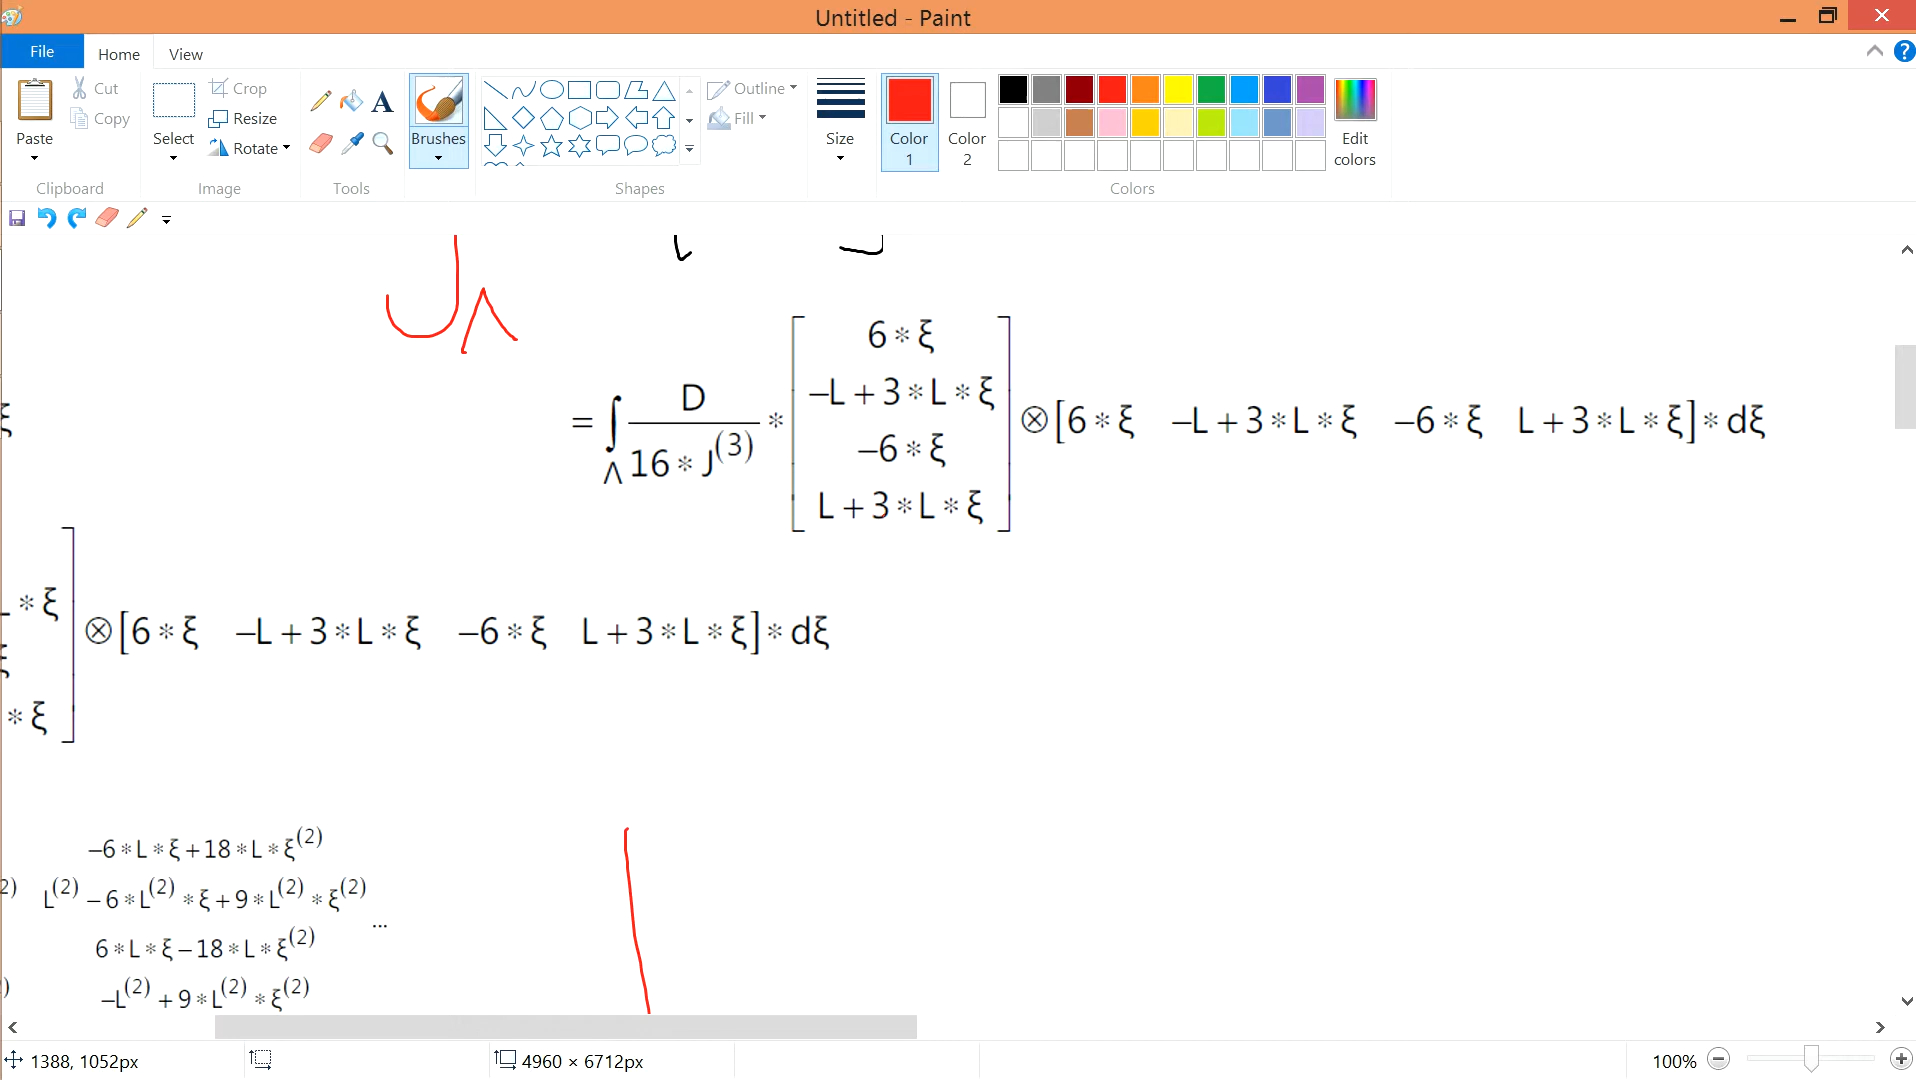 Untitled - Paint
File Home View
Paste Cut Copy Clipboard
Select Crop Resize Rotate Image
A Tools
Brushes
Shapes Outline Fill
Size
Color 1 Color 2
Edit colors
Colors
= ∫ Λ D / 16 * J^(3) * [ 6 * ξ
-L + 3 * L * ξ
-6 * ξ
L + 3 * L * ξ ] ⊗ [6 * ξ -L + 3 * L * ξ -6 * ξ L + 3 * L * ξ] * dξ
ξ
* ξ
* ξ ] ⊗ [6 * ξ -L + 3 * L * ξ -6 * ξ L + 3 * L * ξ] * dξ
-6 * L * ξ + 18 * L * ξ^(2)
L^(2) - 6 * L^(2) * ξ + 9 * L^(2) * ξ^(2)
...
6 * L * ξ - 18 * L * ξ^(2)
-L^(2) + 9 * L^(2) * ξ^(2)
1388, 1052px
4960 × 6712px
100%